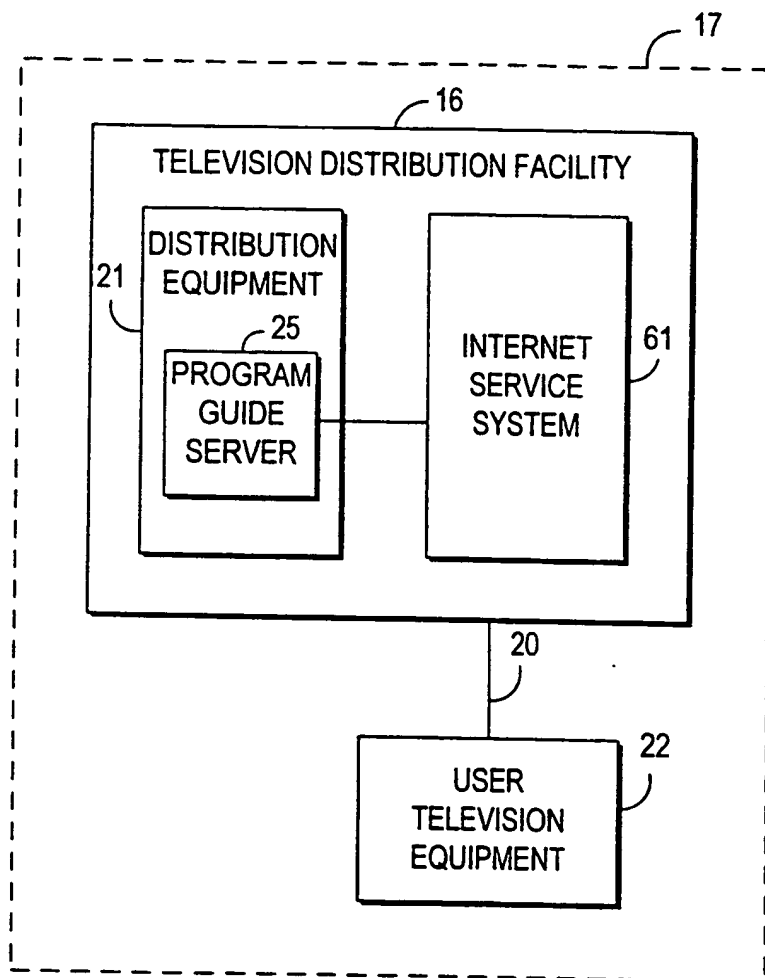 17
16
TELEVISION DISTRIBUTION FACILITY
DISTRIBUTION
EQUIPMENT
21
25
PROGRAM
GUIDE
SERVER
INTERNET
SERVICE
SYSTEM
61
20
22
USER
TELEVISION
EQUIPMENT